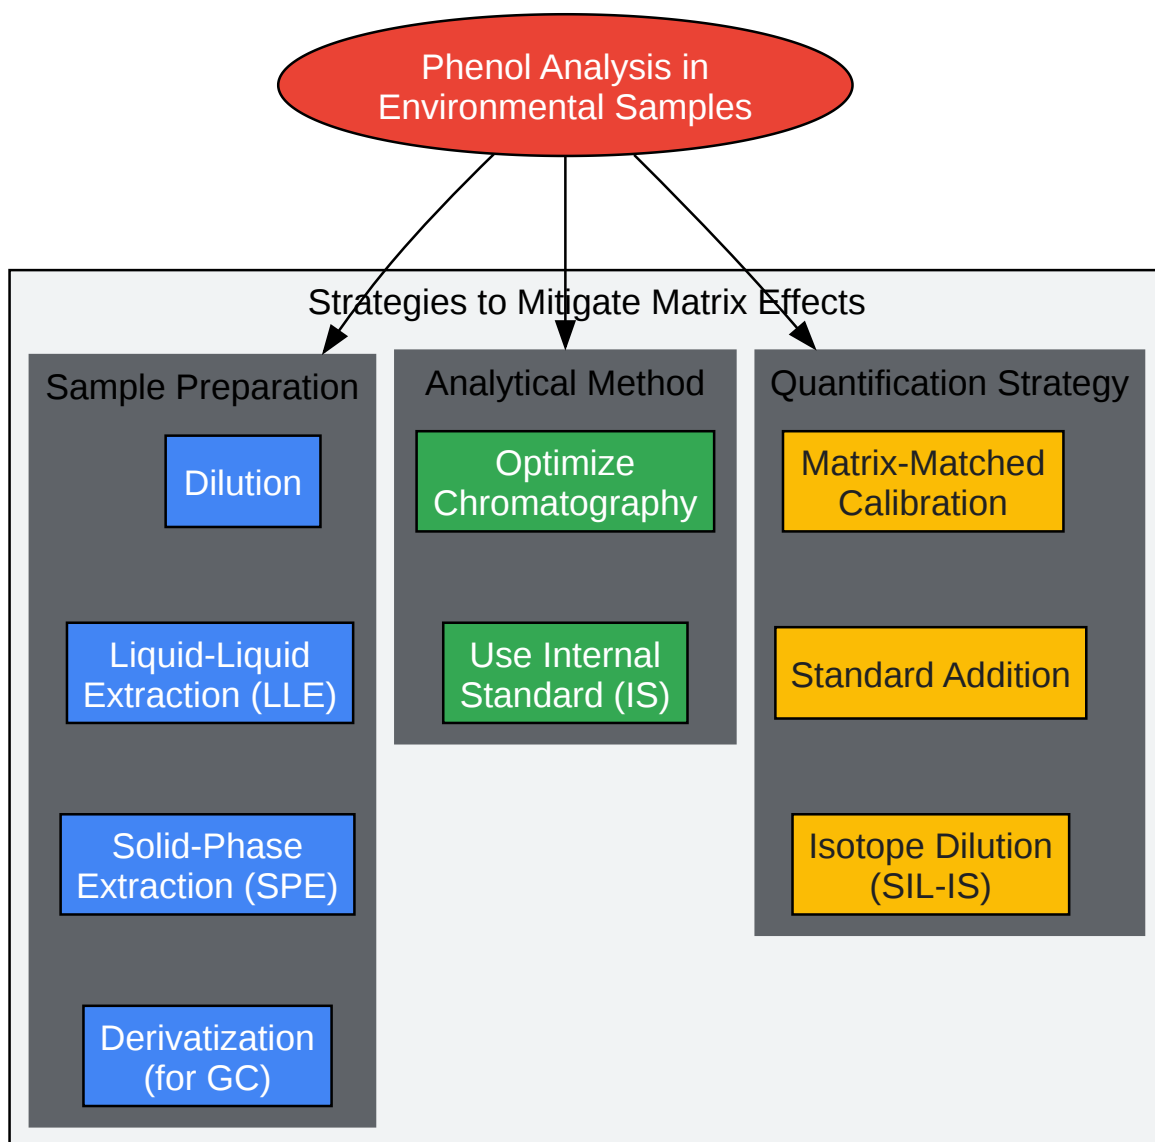 Phenol Analysis in
Environmental Samples
Strategies to Mitigate Matrix Effects
Sample Preparation
Dilution
Liquid-Liquid
Extraction (LLE)
Solid-Phase
Extraction (SPE)
Derivatization
(for GC)
Analytical Method
Optimize
Chromatography
Use Internal
Standard (IS)
Quantification Strategy
Matrix-Matched
Calibration
Standard Addition
Isotope Dilution
(SIL-IS)